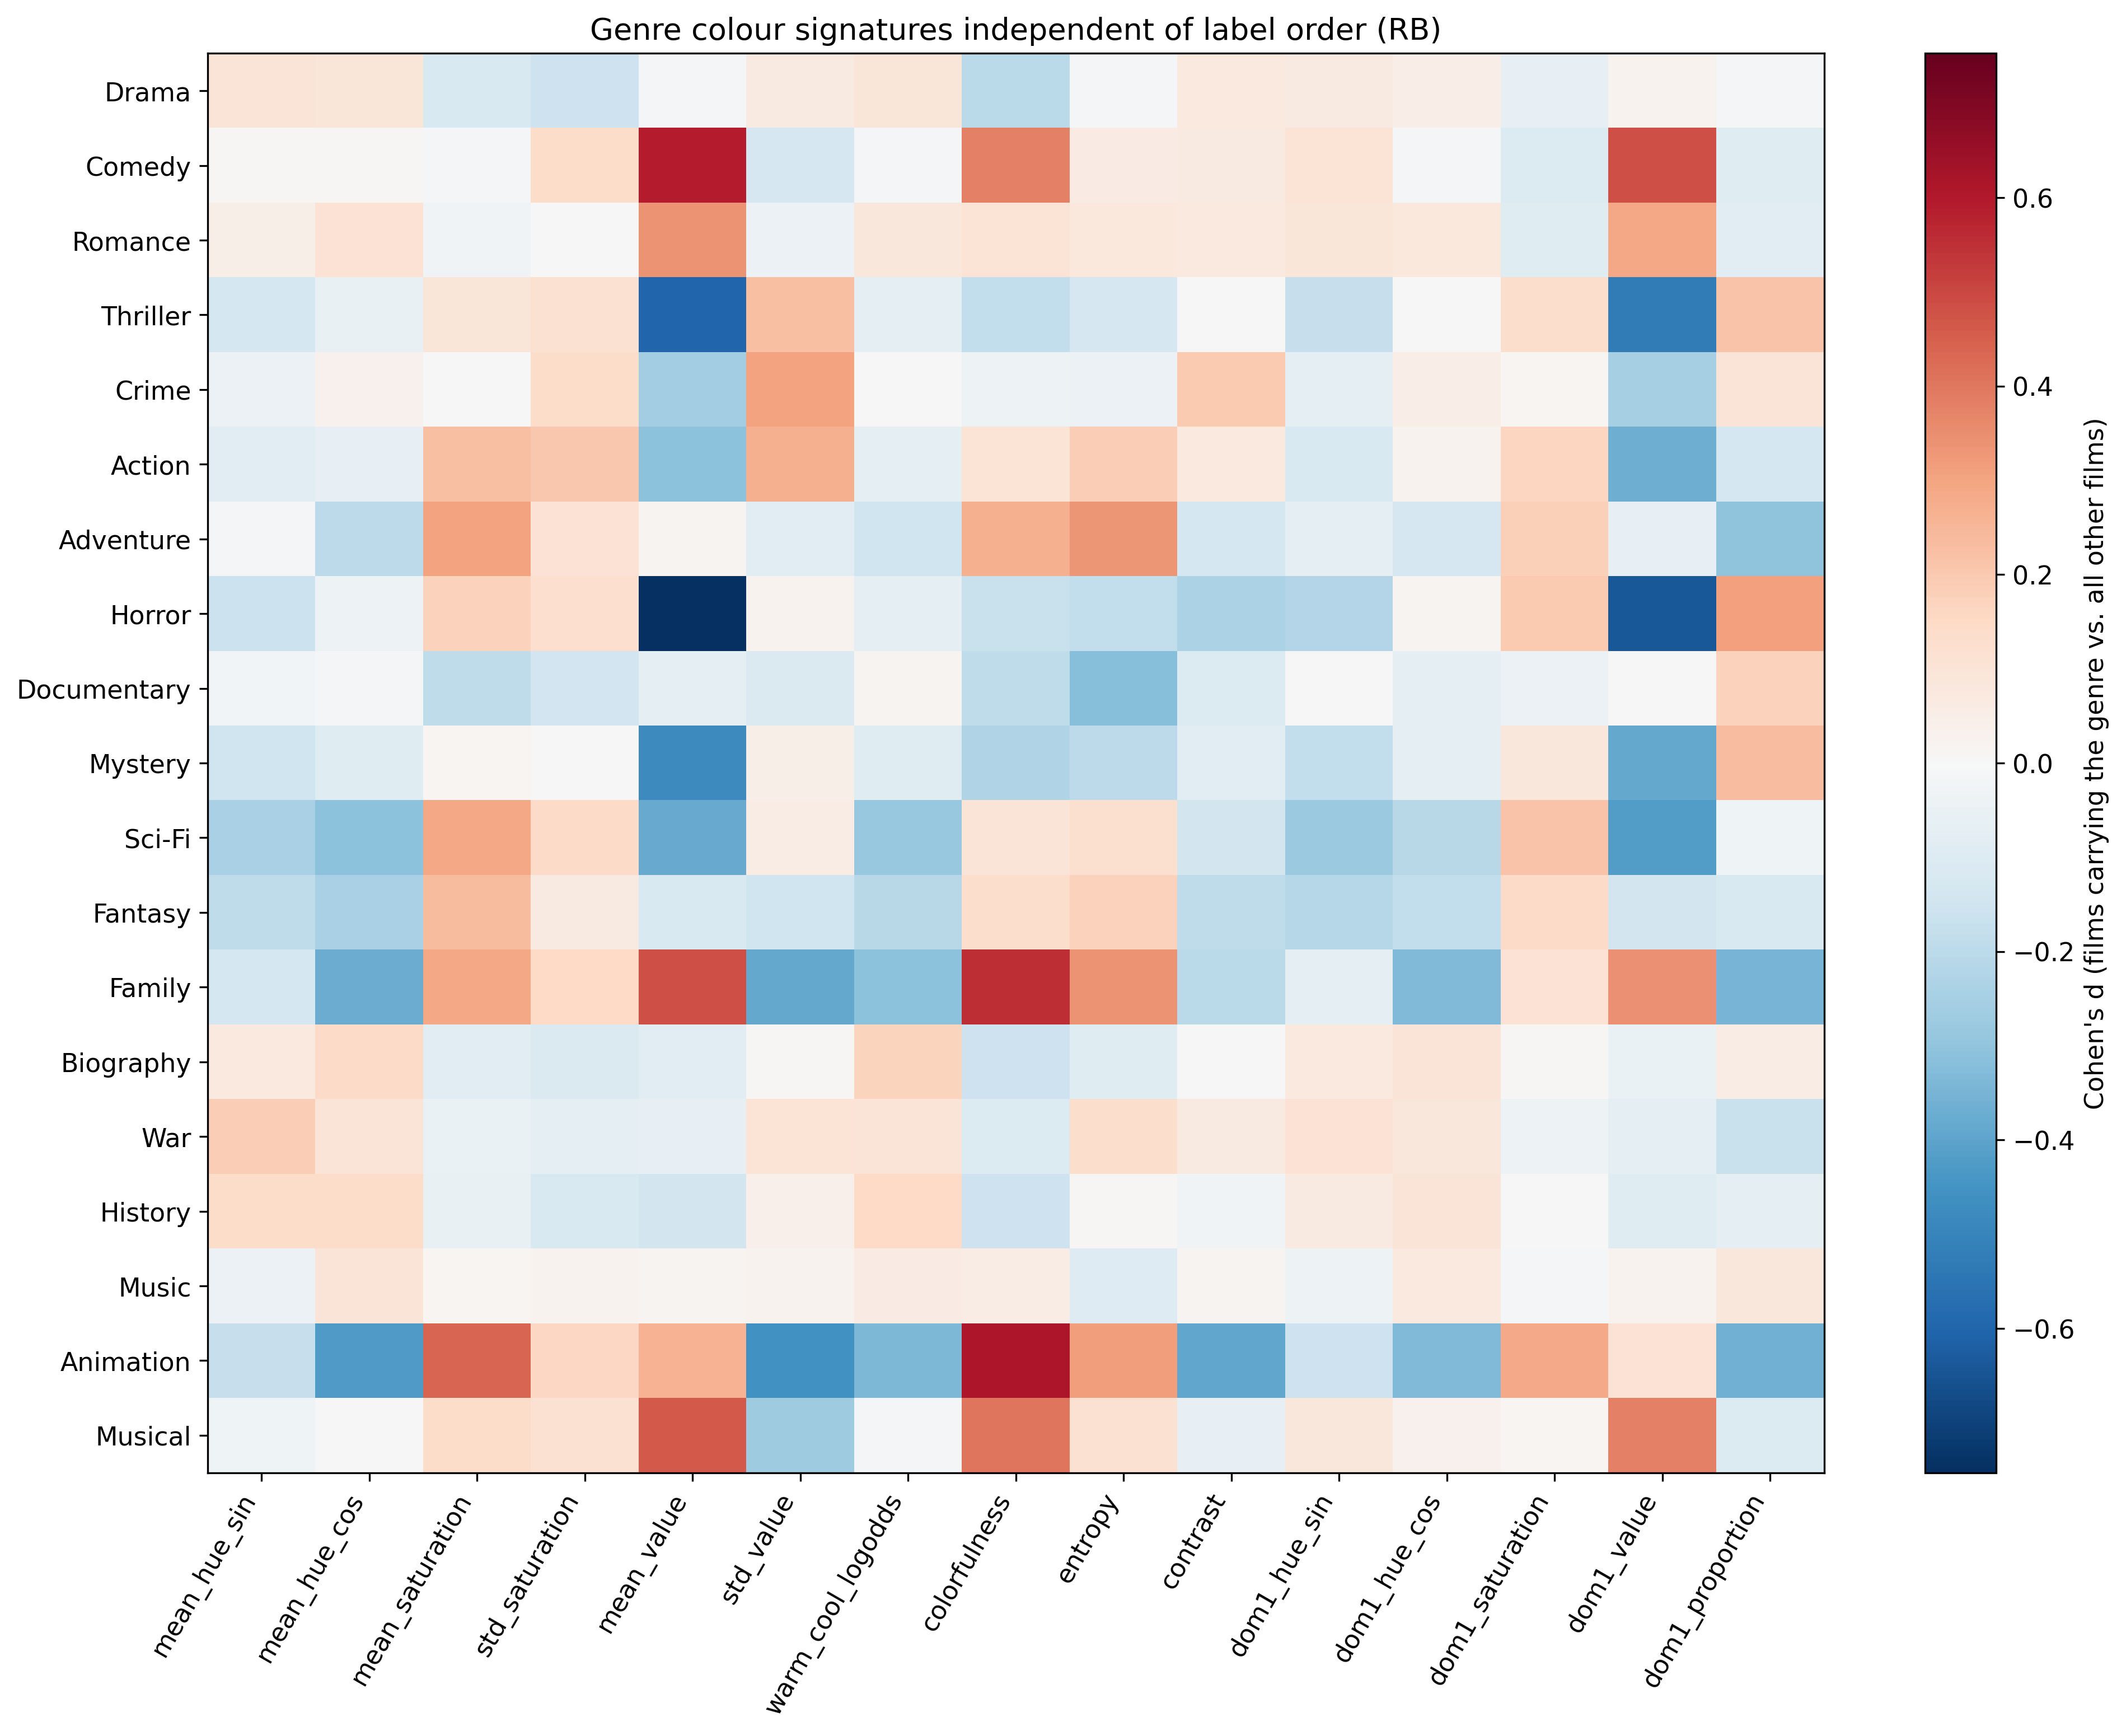 Genre colour signatures independent of label order (RB)
Drama
Comedy
Romance
Thriller
Crime
Action
Adventure
Horror
Documentary
Mystery
Sci-Fi
Fantasy
Family
Biography
War
History
Music
Animation
Musical
mean_hue_sin
mean_hue_cos
mean_saturation
std_saturation
mean_value
std_value
warm_cool_logodds
colorfulness
entropy
contrast
dom1_hue_sin
dom1_hue_cos
dom1_saturation
dom1_value
dom1_proportion
0.6
0.4
0.2
0.0
−0.2
−0.4
−0.6
Cohen's d (films carrying the genre vs. all other films)